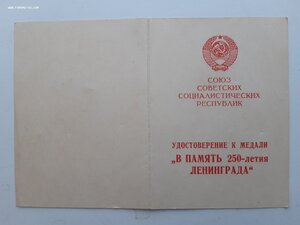 СОЮЗ
СОВЕТСКИХ
СОЦИАЛИСТИЧЕСКИХ
РЕСПУБЛИК
УДОСТОВЕРЕНИЕ К МЕДАЛИ
„В ПАМЯТЬ 250-летия
ЛЕНИНГРАДА“